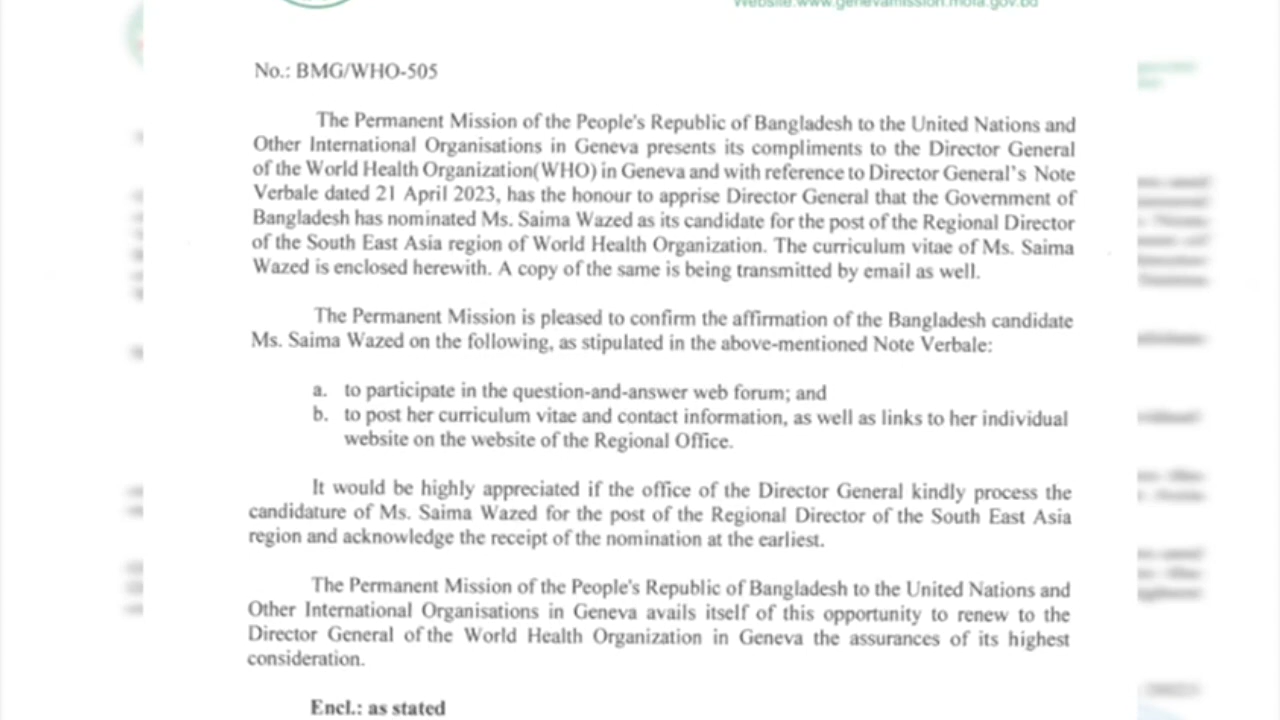 Website:www.genevamission.mofa.gov.bd
No.: BMG/WHO-505
The Permanent Mission of the People's Republic of Bangladesh to the United Nations and
Other International Organisations in Geneva presents its compliments to the Director General
of the World Health Organization(WHO) in Geneva and with reference to Director General's Note
Verbale dated 21 April 2023, has the honour to apprise Director General that the Government of
Bangladesh has nominated Ms. Saima Wazed as its candidate for the post of the Regional Director
of the South East Asia region of World Health Organization. The curriculum vitae of Ms. Saima
Wazed is enclosed herewith. A copy of the same is being transmitted by email as well.
The Permanent Mission is pleased to confirm the affirmation of the Bangladesh candidate
Ms. Saima Wazed on the following, as stipulated in the above-mentioned Note Verbale:
a. to participate in the question-and-answer web forum; and
b. to post her curriculum vitae and contact information, as well as links to her individual
website on the website of the Regional Office.
It would be highly appreciated if the office of the Director General kindly process the
candidature of Ms. Saima Wazed for the post of the Regional Director of the South East Asia
region and acknowledge the receipt of the nomination at the earliest.
The Permanent Mission of the People's Republic of Bangladesh to the United Nations and
Other International Organisations in Geneva avails itself of this opportunity to renew to the
Director General of the World Health Organization in Geneva the assurances of its highest
consideration.
Encl.: as stated